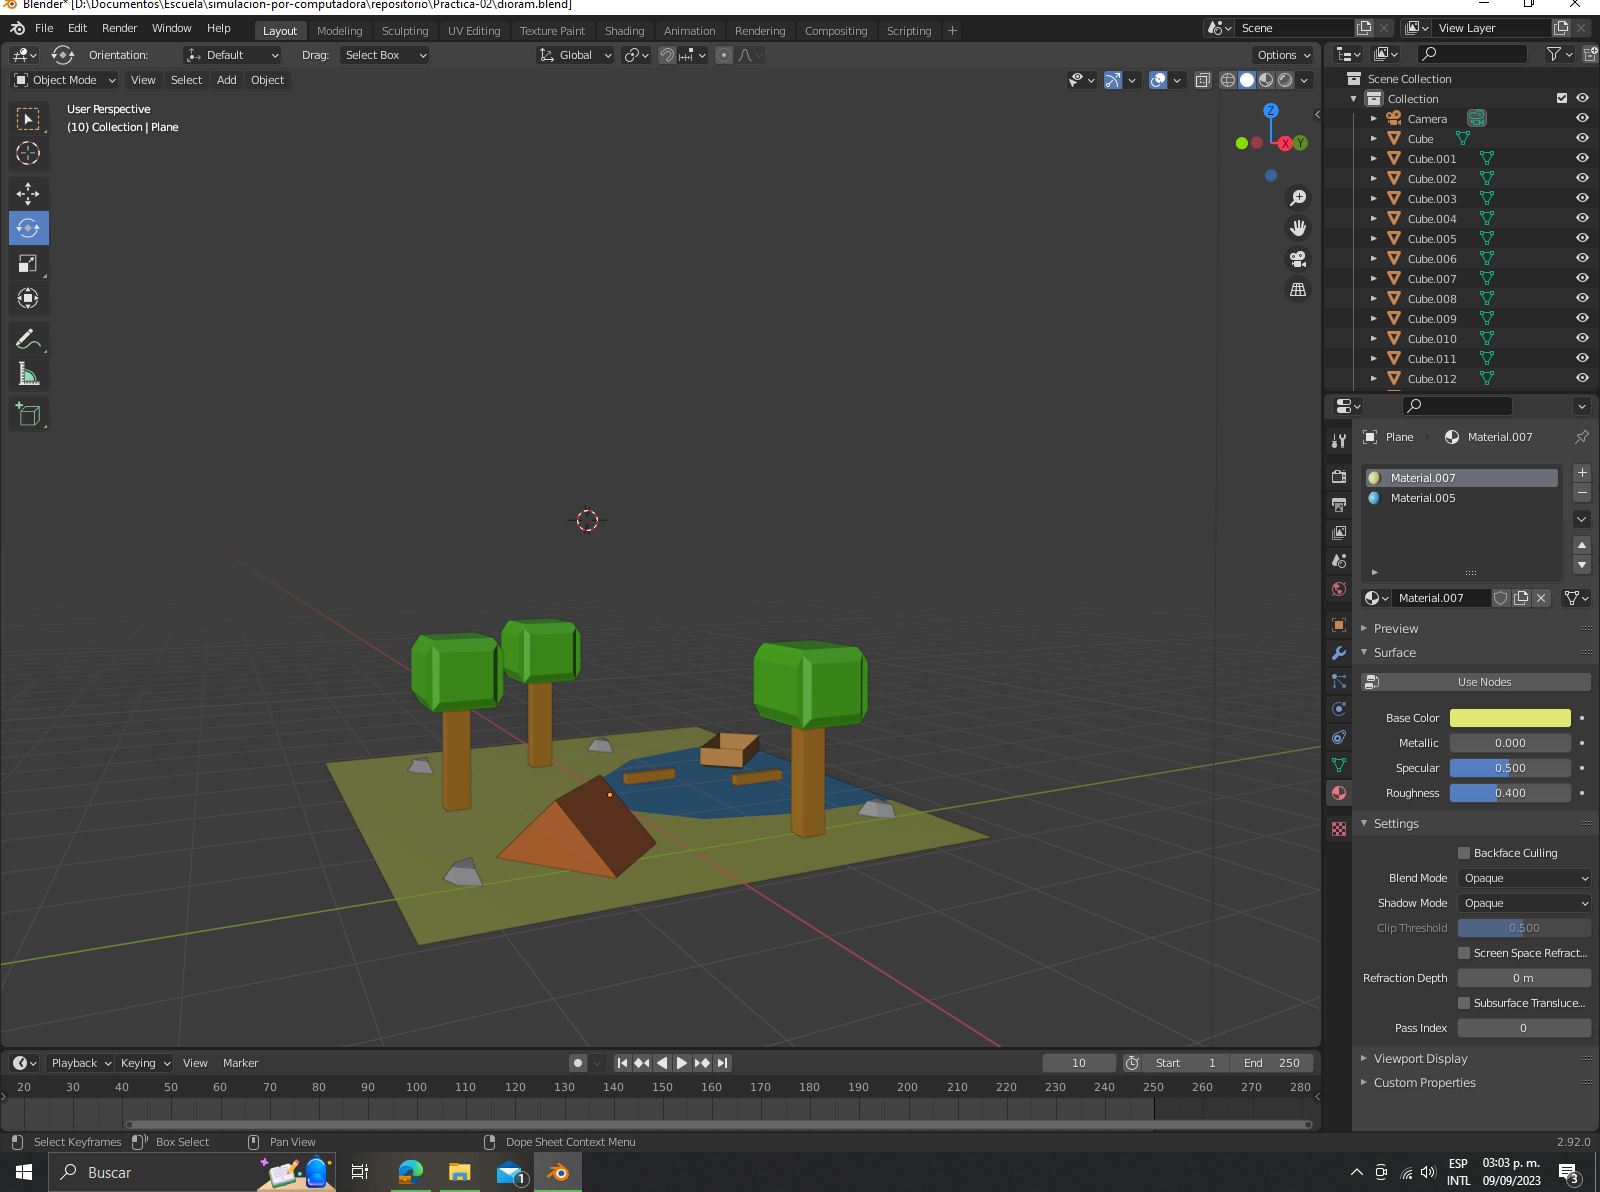 Blender* [D:\Documentos\Escuela\simulacion-por-computadora\repositorio\Practica-02\dioram.blend]
File Edit Render Window Help Layout Modeling Sculpting UV Editing Texture Paint Shading Animation Rendering Compositing Scripting + Scene View Layer
Orientation: Default Drag: Select Box Global Options
Object Mode View Select Add Object
User Perspective
(10) Collection | Plane
Z
X Y
Scene Collection
Collection
Camera
Cube
Cube.001
Cube.002
Cube.003
Cube.004
Cube.005
Cube.006
Cube.007
Cube.008
Cube.009
Cube.010
Cube.011
Cube.012
Plane Material.007
Material.007
Material.005
Material.007
Preview
Surface
Use Nodes
Base Color
Metallic 0.000
Specular 0.500
Roughness 0.400
Settings
Backface Culling
Blend Mode Opaque
Shadow Mode Opaque
Clip Threshold 0.500
Screen Space Refract...
Refraction Depth 0 m
Subsurface Transluce...
Pass Index 0
Viewport Display
Custom Properties
Playback Keying View Marker 10 Start 1 End 250
20 30 40 50 60 70 80 90 100 110 120 130 140 150 160 170 180 190 200 210 220 230 240 250 260 270 280
Select Keyframes Box Select Pan View Dope Sheet Context Menu 2.92.0
Buscar 1 ESP 03:03 p. m.
INTL 09/09/2023 3